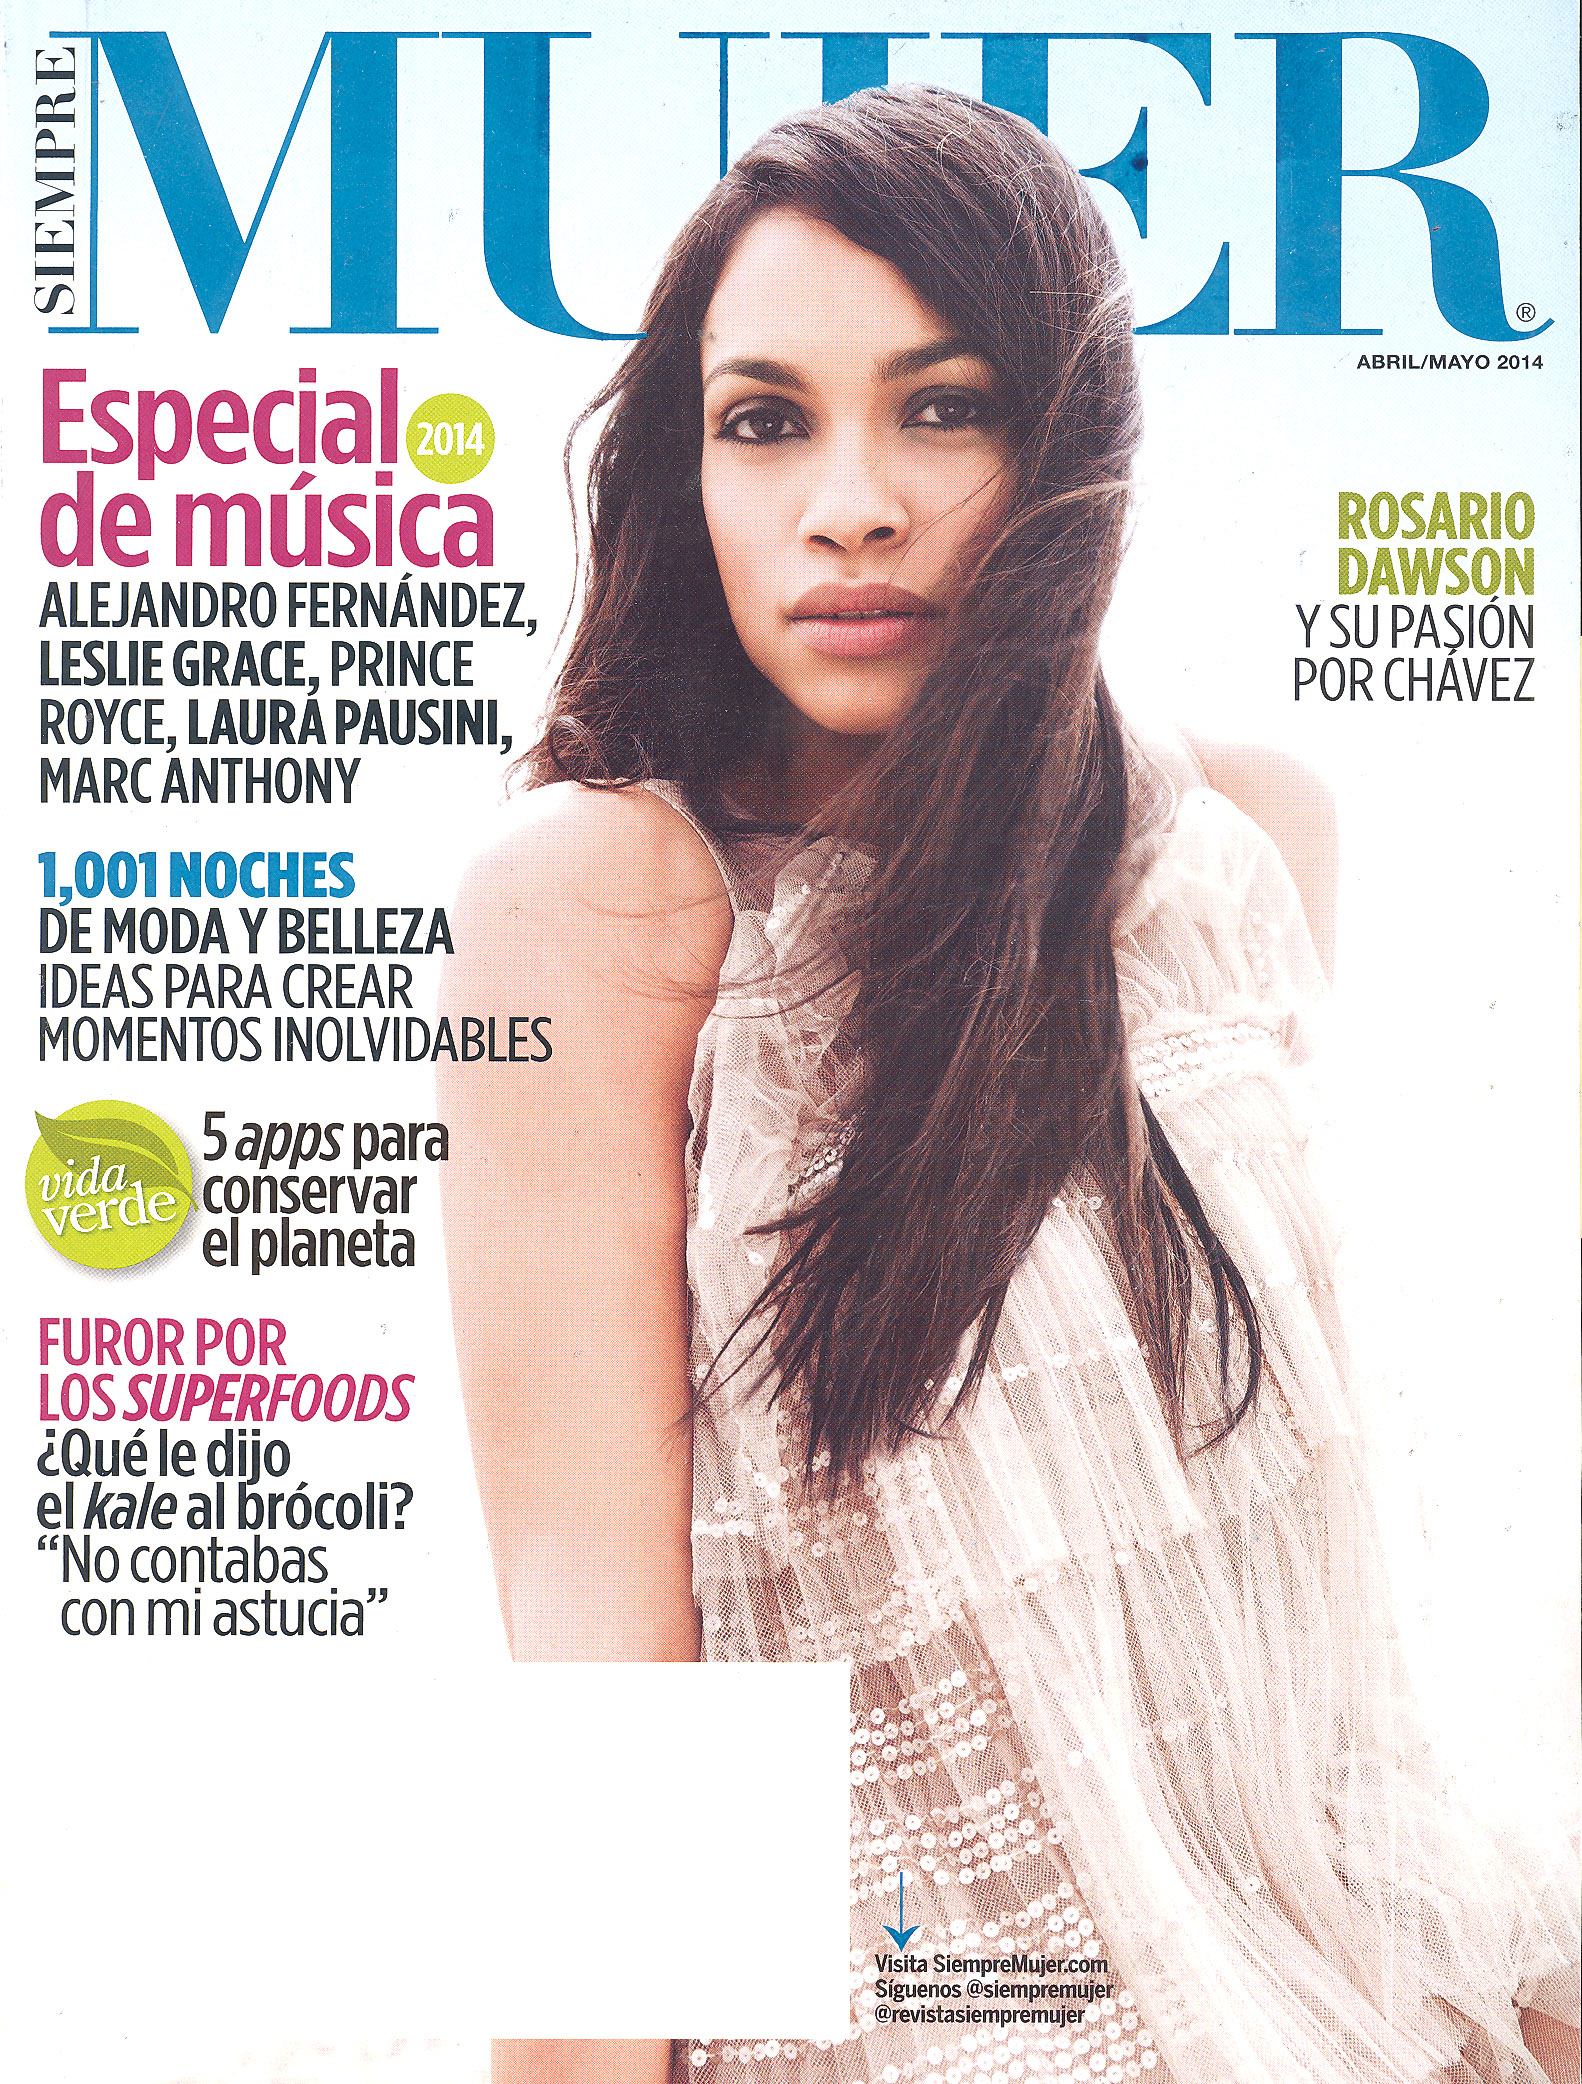 SIEMPRE
MUJER
®
ABRIL/MAYO 2014
Especial
2014
de música
ALEJANDRO FERNÁNDEZ,
LESLIE GRACE, PRINCE
ROYCE, LAURA PAUSINI,
MARC ANTHONY
1,001 NOCHES
DE MODA Y BELLEZA
IDEAS PARA CREAR
MOMENTOS INOLVIDABLES
vida
verde
5 apps para
conservar
el planeta
FUROR POR
LOS SUPERFOODS
¿Qué le dijo
el kale al brócoli?
“No contabas
con mi astucia”
ROSARIO
DAWSON
Y SU PASIÓN
POR CHÁVEZ
Visita SiempreMujer.com
Síguenos @siempremujer
@revistasiempremujer